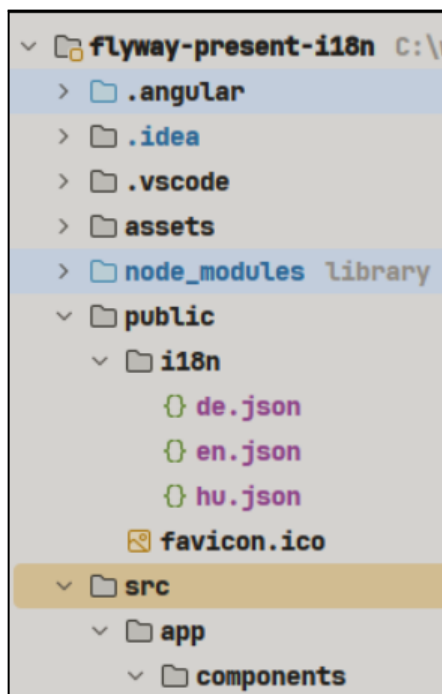 flyway-present-i18n C:\
.angular
.idea
.vscode
assets
node_modules library
public
i18n
de.json
en.json
hu.json
favicon.ico
src
app
components